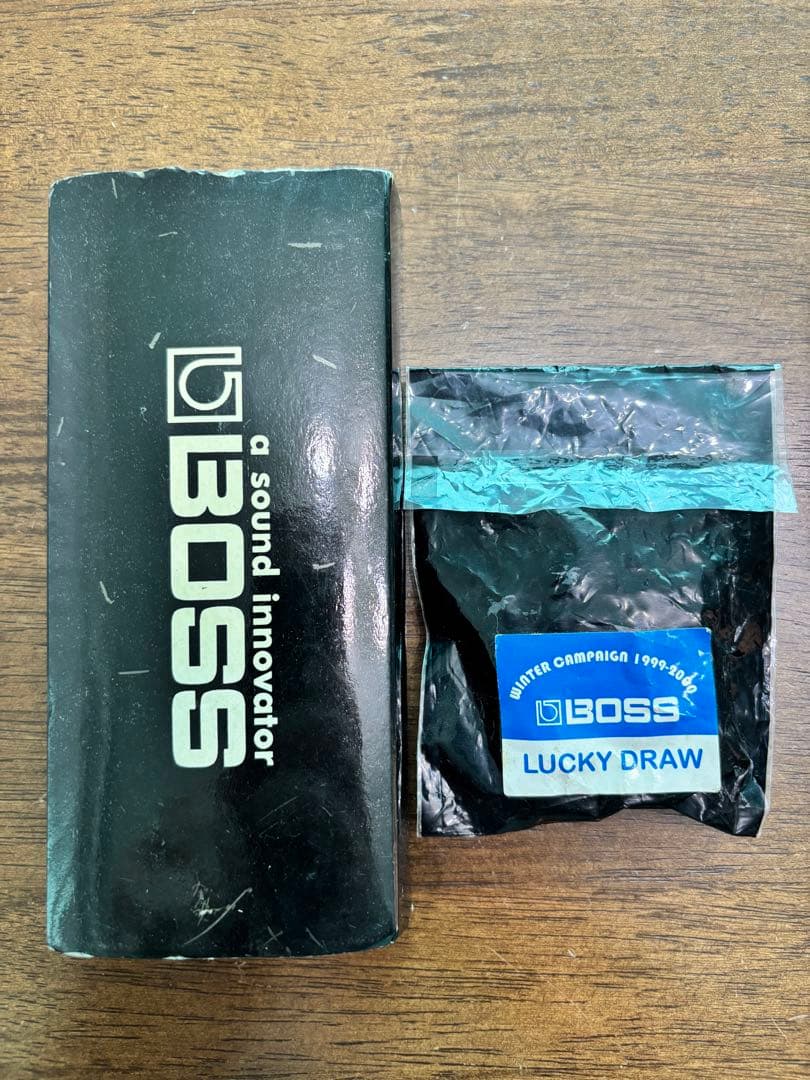 BOSS
a sound innovator
WINTER CAMPAIGN 1999-2000
BOSS
LUCKY DRAW